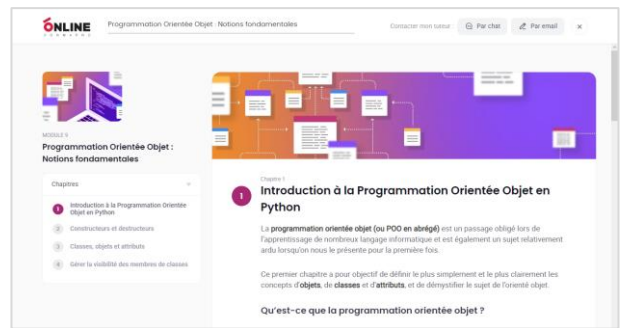 ONLINE
FORMAPRO
Programmation Orientée Objet : Notions fondamentales
Contacter mon tuteur
Par chat
Par email
MODULE 5
Programmation Orientée Objet :
Notions fondamentales
Chapitres
1 Introduction à la Programmation Orientée
Objet en Python
2 Constructeurs et destructeurs
3 Classes, objets et attributs
4 Gérer la visibilité des membres de classes
Chapitre 1
1 Introduction à la Programmation Orientée Objet en
Python
La programmation orientée objet (ou POO en abrégé) est un passage obligé lors de
l'apprentissage de nombreux langage informatique et est également un sujet relativement
ardu lorsqu'on nous le présente pour la première fois.
Ce premier chapitre a pour objectif de définir le plus simplement et le plus clairement les
concepts d'objets, de classes et d'attributs, et de démystifier le sujet de l'orienté objet.
Qu'est-ce que la programmation orientée objet ?